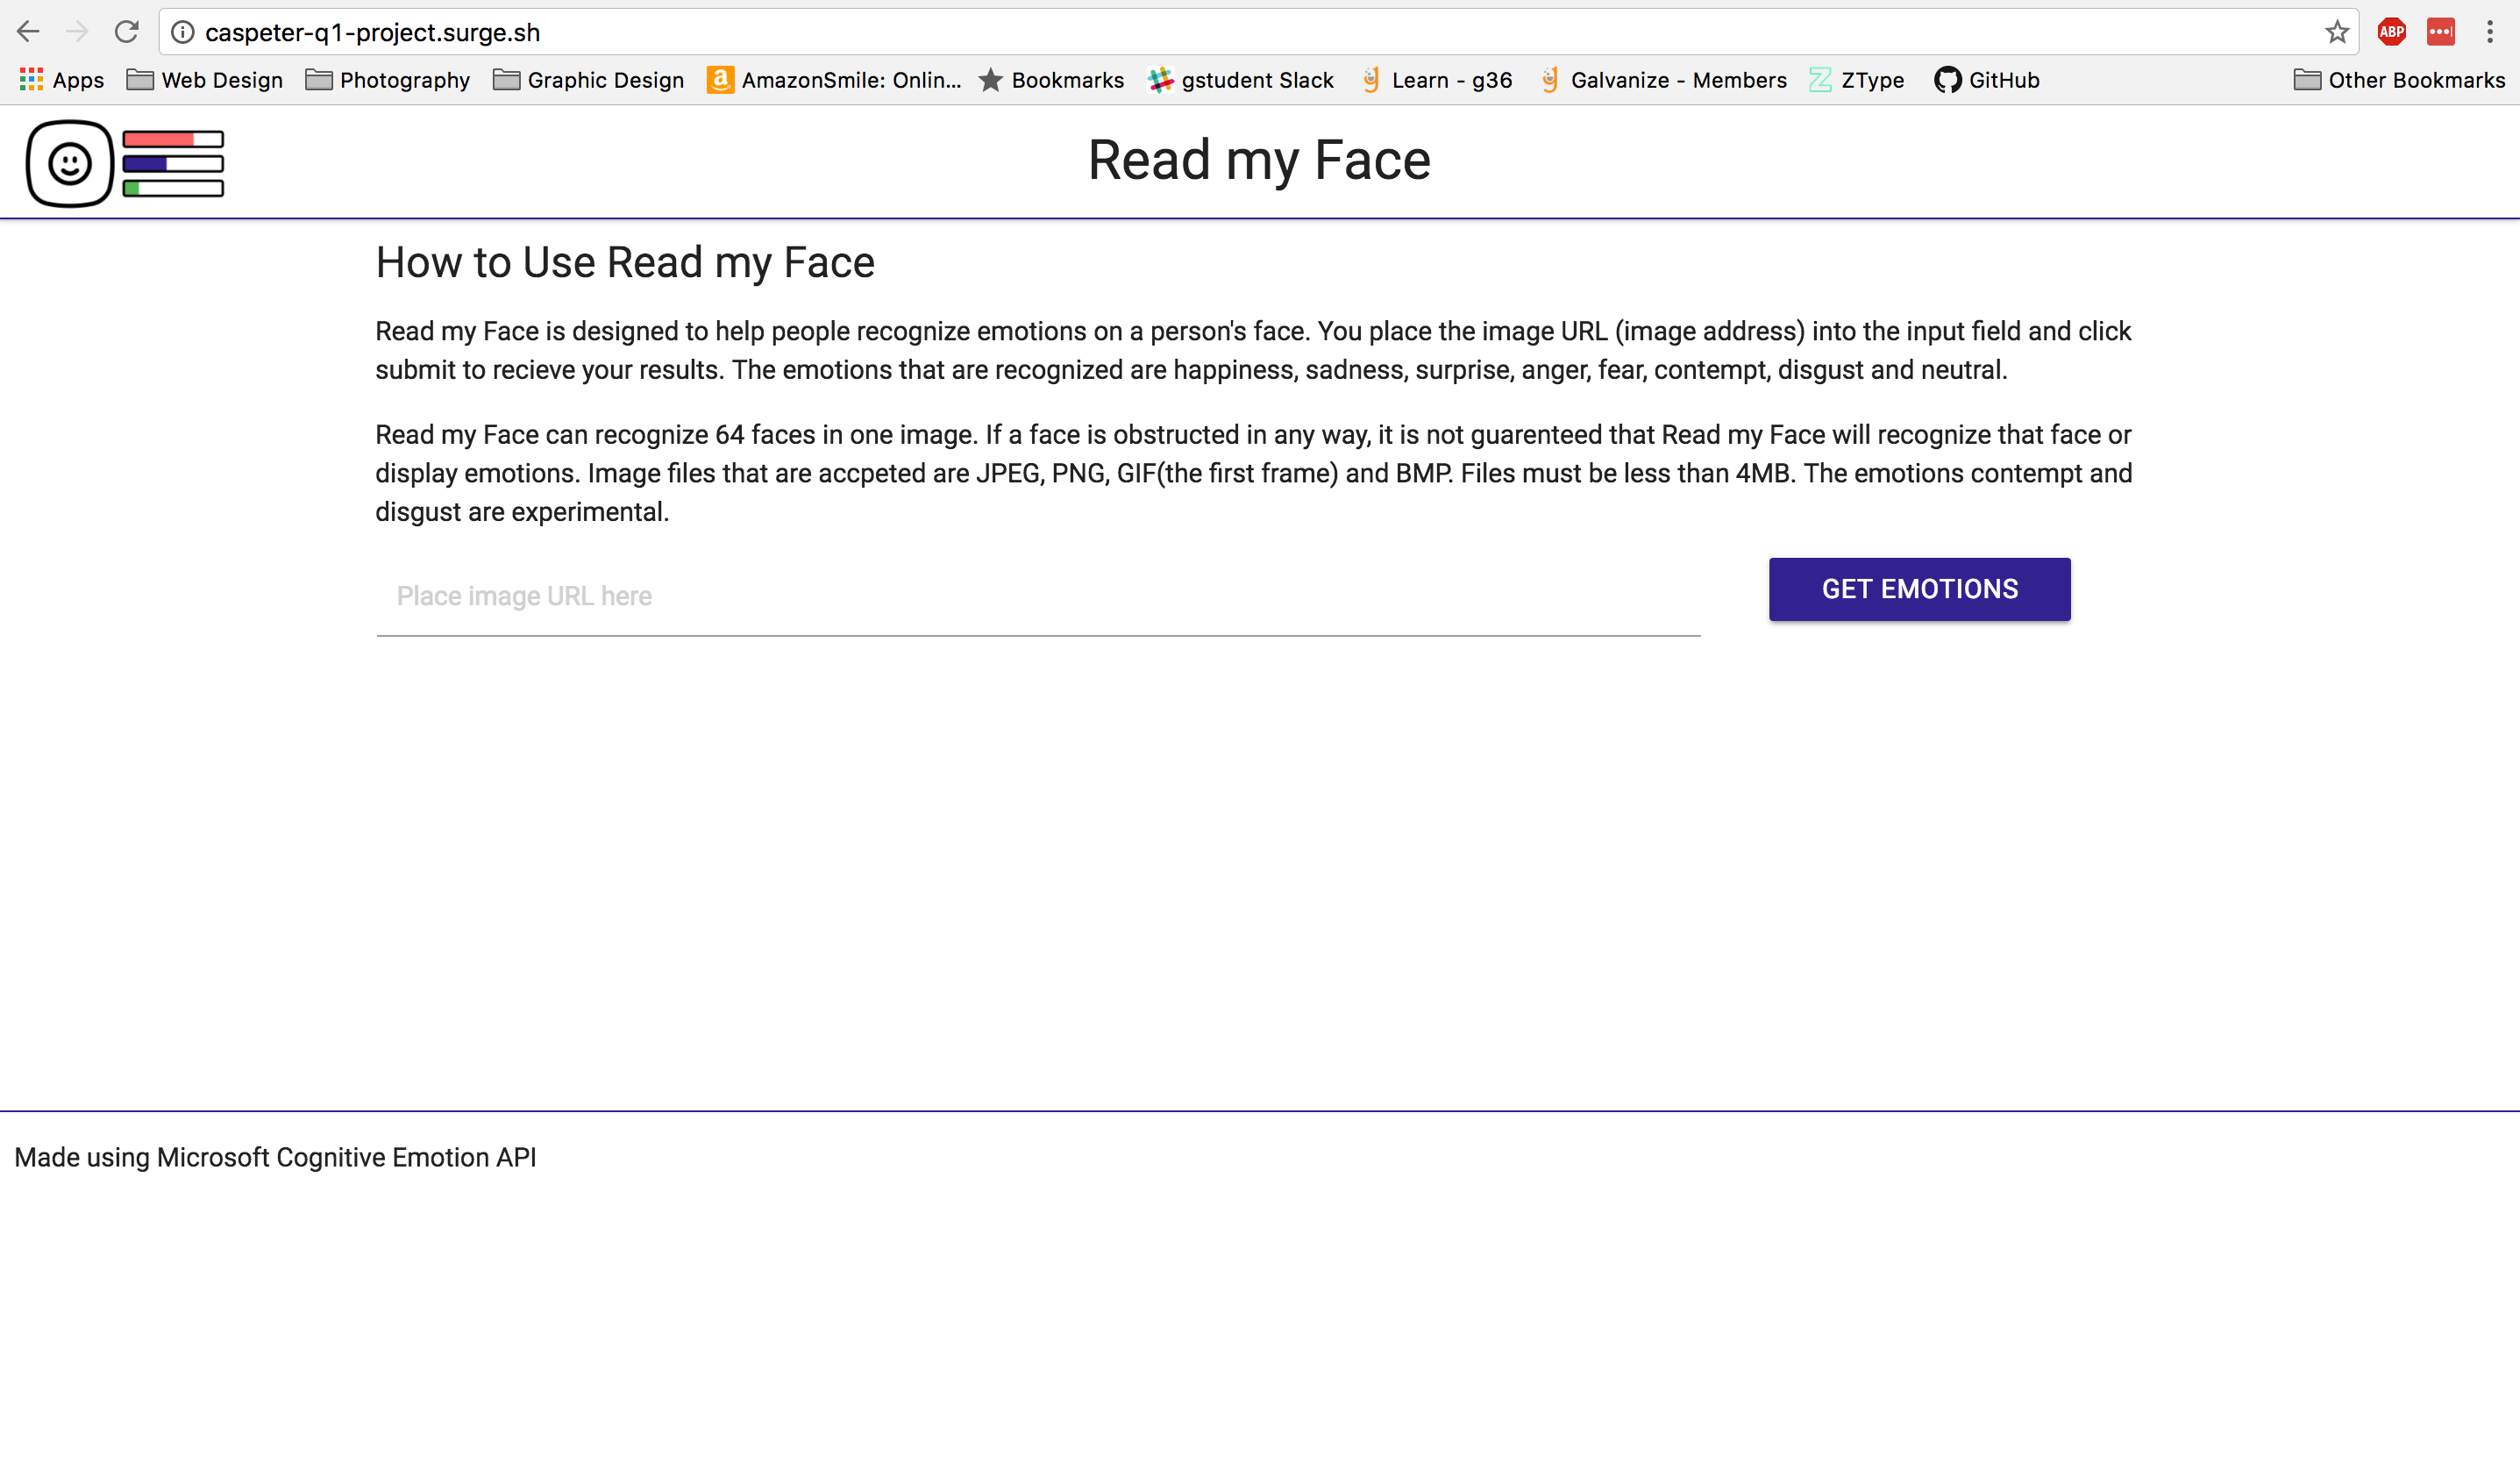 caspeter-q1-project.surge.sh
ABP
Apps Web Design Photography Graphic Design AmazonSmile: Onlin... Bookmarks gstudent Slack Learn - g36 Galvanize - Members ZType GitHub Other Bookmarks
Read my Face
How to Use Read my Face
Read my Face is designed to help people recognize emotions on a person's face. You place the image URL (image address) into the input field and click
submit to recieve your results. The emotions that are recognized are happiness, sadness, surprise, anger, fear, contempt, disgust and neutral.
Read my Face can recognize 64 faces in one image. If a face is obstructed in any way, it is not guarenteed that Read my Face will recognize that face or
display emotions. Image files that are accpeted are JPEG, PNG, GIF(the first frame) and BMP. Files must be less than 4MB. The emotions contempt and
disgust are experimental.
Place image URL here
GET EMOTIONS
Made using Microsoft Cognitive Emotion API